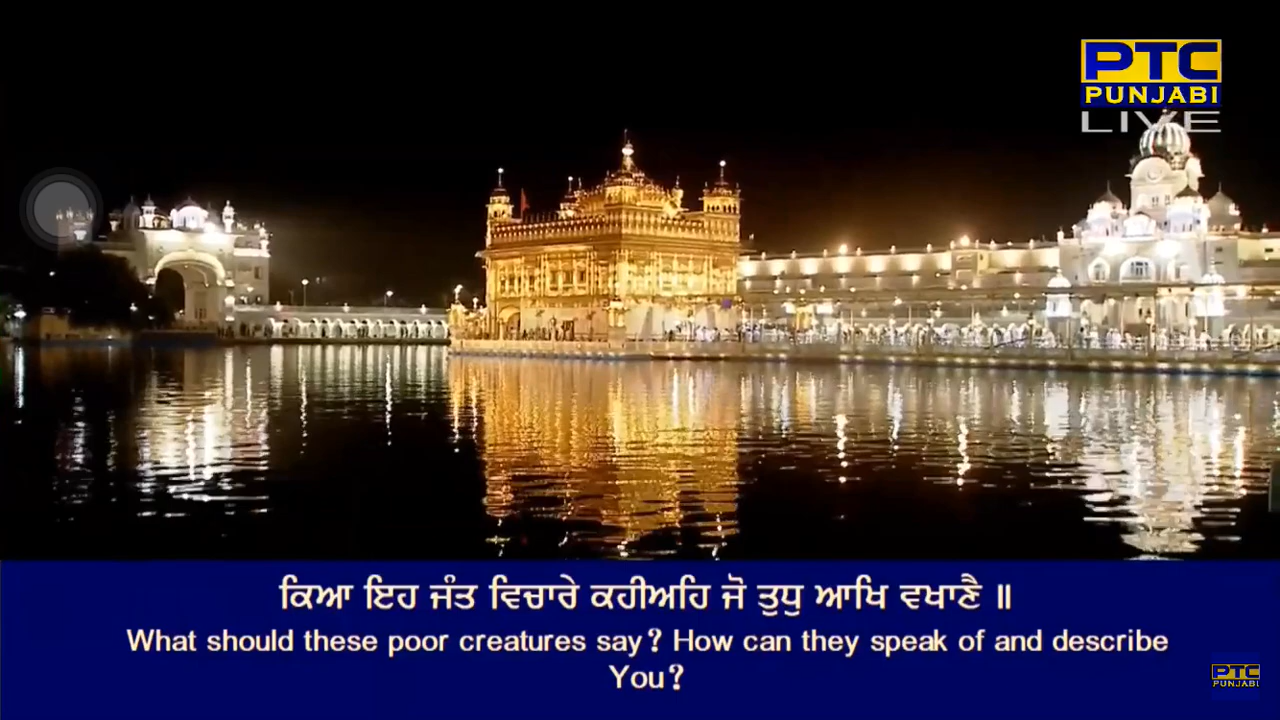 PTC
PUNJABI
LIVE
ਕਿਆ ਇਹ ਜੰਤ ਵਿਚਾਰੇ ਕਹੀਅਹਿ ਜੋ ਤੁਧੁ ਆਖਿ ਵਖਾਣੈ ॥
What should these poor creatures say? How can they speak of and describe
You?
PTC
PUNJABI